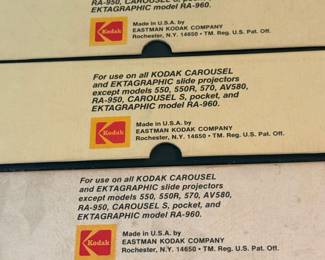 RA-950, CAROUSEL S, pocket, and
EKTAGRAPHIC model RA-960.
Kodak
Made in U.S.A. by
EASTMAN KODAK COMPANY
Rochester, N.Y. 14650 • TM. Reg. U.S. Pat. Off.
For use on all KODAK CAROUSEL
and EKTAGRAPHIC slide projectors
except models 550, 550R, 570, AV580,
RA-950, CAROUSEL S, pocket, and
EKTAGRAPHIC model RA-960.
Kodak
Made in U.S.A. by
EASTMAN KODAK COMPANY
Rochester, N.Y. 14650 • TM. Reg. U.S. Pat. Off.
For use on all KODAK CAROUSEL
and EKTAGRAPHIC slide projectors
except models 550, 550R, 570, AV580,
RA-950, CAROUSEL S, pocket, and
EKTAGRAPHIC model RA-960.
Kodak
Made in U.S.A. by
EASTMAN KODAK COMPANY
Rochester, N.Y. 14650 • TM. Reg. U.S. Pat. Off.